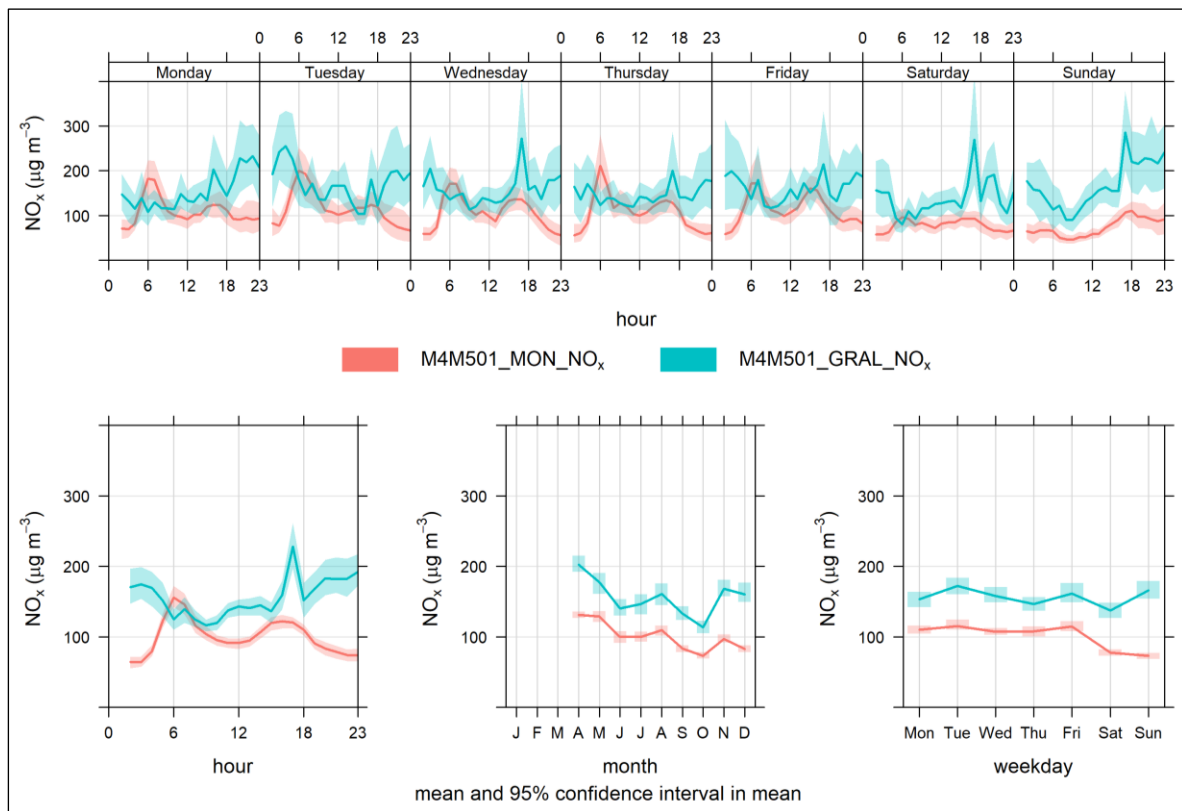 0 6 12 18 23 0 6 12 18 23 0 6 12 18 23
Monday Tuesday Wednesday Thursday Friday Saturday Sunday
NOₓ (µg m⁻³)
300
200
100
0 6 12 18 23 0 6 12 18 23 0 6 12 18 23 0 6 12 18 23
hour
M4M501_MON_NOₓ M4M501_GRAL_NOₓ
NOₓ (µg m⁻³)
300
200
100
0 6 12 18 23
hour
NOₓ (µg m⁻³)
300
200
100
J F M A M J J A S O N D
month
NOₓ (µg m⁻³)
300
200
100
Mon Tue Wed Thu Fri Sat Sun
weekday
mean and 95% confidence interval in mean